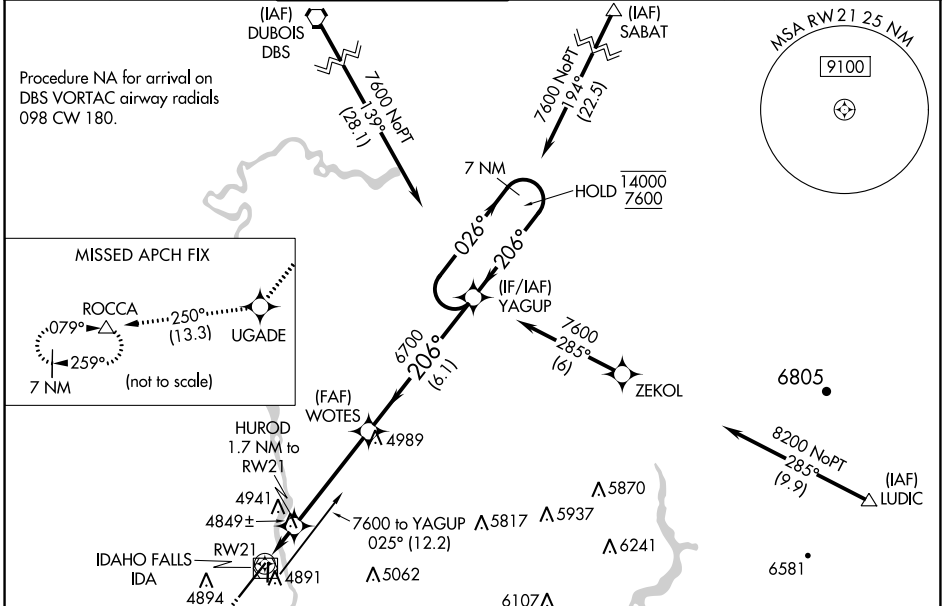 (IAF)
DUBOIS
DBS
(IAF)
SABAT
MSA RW 21 25 NM
9100
Procedure NA for arrival on
DBS VORTAC airway radials
098 CW 180.
7600 NoPT
139°
(28.1)
7600 NoPT
194°
(22.5)
7 NM
HOLD
14000
7600
026°
206°
(IF/IAF)
YAGUP
MISSED APCH FIX
ROCCA
079°
250°
(13.3)
UGADE
259°
7 NM
(not to scale)
6700
206°
(6.1)
7600
285°
(6)
ZEKOL
6805
(FAF)
WOTES
4989
HUROD
1.7 NM to
RW21
8200 NoPT
285°
(9.9)
(IAF)
LUDIC
4941
4849±
7600 to YAGUP
025° (12.2)
5870
5817
5937
6241
IDAHO FALLS
IDA
RW21
4891
5062
6581
4894
6107